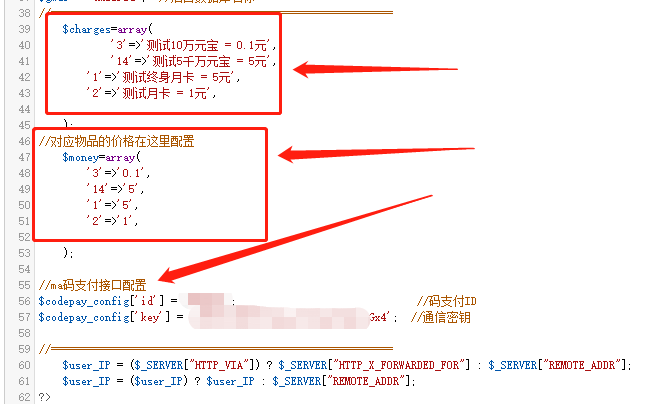 38 //═══════════════════════════════════
39 $charges=array(
40 '3'=>'测试10万元宝 = 0.1元',
41 '14'=>'测试5千万元宝 = 5元',
42 '1'=>'测试终身月卡 = 5元',
43 '2'=>'测试月卡 = 1元',
44
45 );
46 //对应物品的价格在这里配置
47 $money=array(
48 '3'=>'0.1',
49 '14'=>'5',
50 '1'=>'5',
51 '2'=>'1',
52
53 );
54
55 //ma码支付接口配置
56 $codepay_config['id'] = ; //码支付ID
57 $codepay_config['key'] = Gx4'; //通信密钥
58
59 //═══════════════════════════════════
60 $user_IP = ($_SERVER["HTTP_VIA"]) ? $_SERVER["HTTP_X_FORWARDED_FOR"] : $_SERVER["REMOTE_ADDR"];
61 $user_IP = ($user_IP) ? $user_IP : $_SERVER["REMOTE_ADDR"];
62 ?>